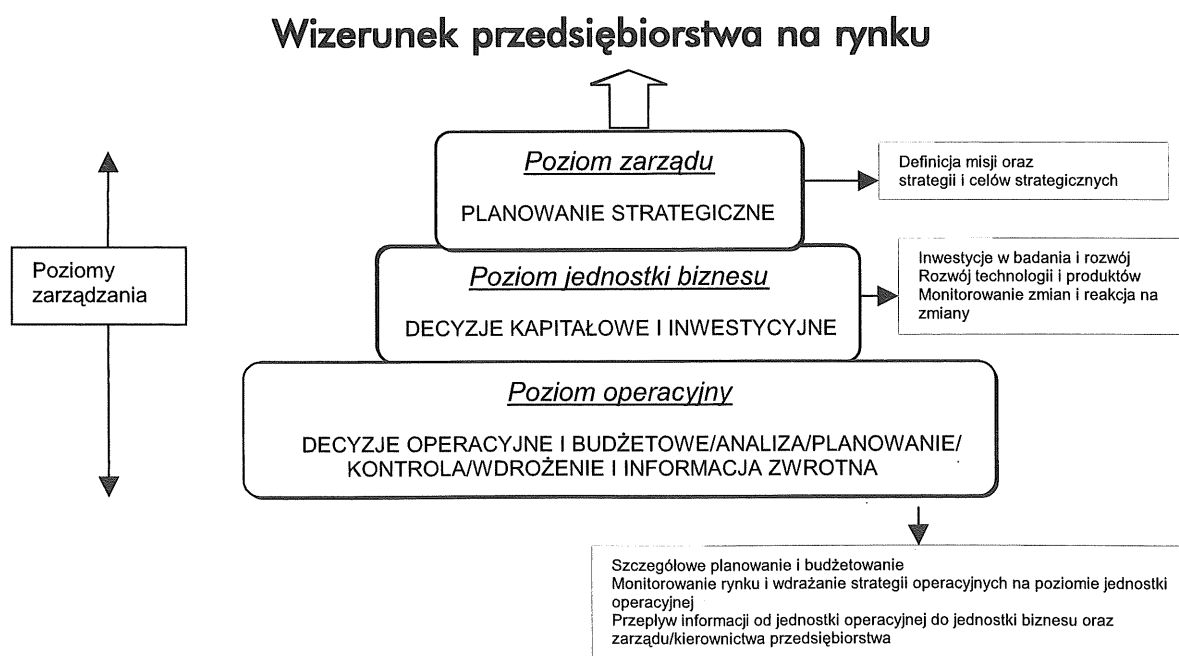 Wizerunek przedsiębiorstwa na rynku
Poziom zarządu
PLANOWANIE STRATEGICZNE
Definicja misji oraz
strategii i celów strategicznych
Poziomy
zarządzania
Poziom jednostki biznesu
DECYZJE KAPITAŁOWE I INWESTYCYJNE
Inwestycje w badania i rozwój
Rozwój technologii i produktów
Monitorowanie zmian i reakcja na
zmiany
Poziom operacyjny
DECYZJE OPERACYJNE I BUDŻETOWE/ANALIZA/PLANOWANIE/
KONTROLA/WDROŻENIE I INFORMACJA ZWROTNA
Szczegółowe planowanie i budżetowanie
Monitorowanie rynku i wdrażanie strategii operacyjnych na poziomie jednostki
operacyjnej
Przepływ informacji od jednostki operacyjnej do jednostki biznesu oraz
zarządu/kierownictwa przedsiębiorstwa